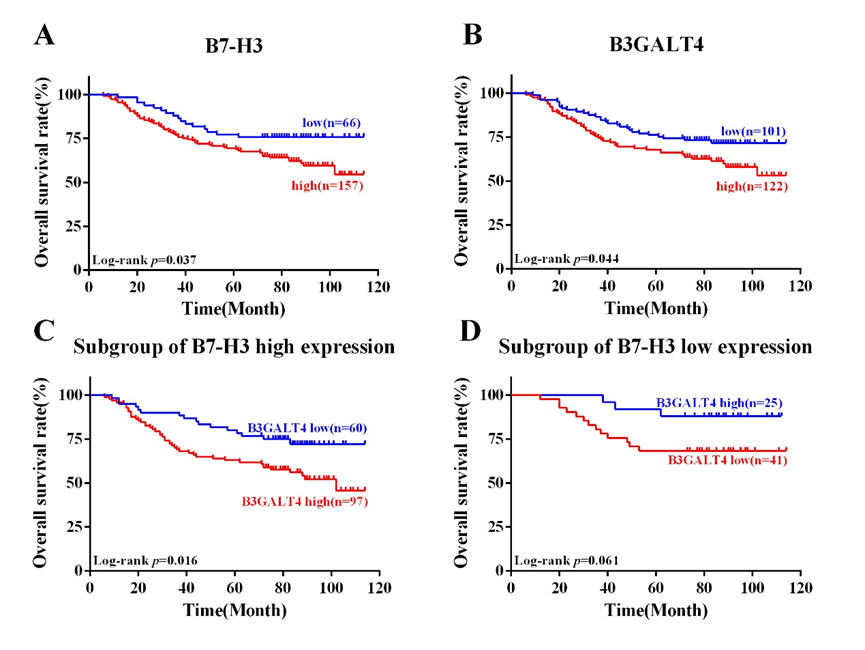 A
B7-H3
Overall survival rate(%)
100
75
50
25
0
low(n=66)
high(n=157)
Log-rank p=0.037
0 20 40 60 80 100 120
Time(Month)
B
B3GALT4
Overall survival rate(%)
100
75
50
25
0
low(n=101)
high(n=122)
Log-rank p=0.044
0 20 40 60 80 100 120
Time(Month)
C
Subgroup of B7-H3 high expression
Overall survival rate(%)
100
75
50
25
0
B3GALT4 low(n=60)
B3GALT4 high(n=97)
Log-rank p=0.016
0 20 40 60 80 100 120
Time(Month)
D
Subgroup of B7-H3 low expression
Overall survival rate(%)
100
75
50
25
0
B3GALT4 high(n=25)
B3GALT4 low(n=41)
Log-rank p=0.061
0 20 40 60 80 100 120
Time(Month)